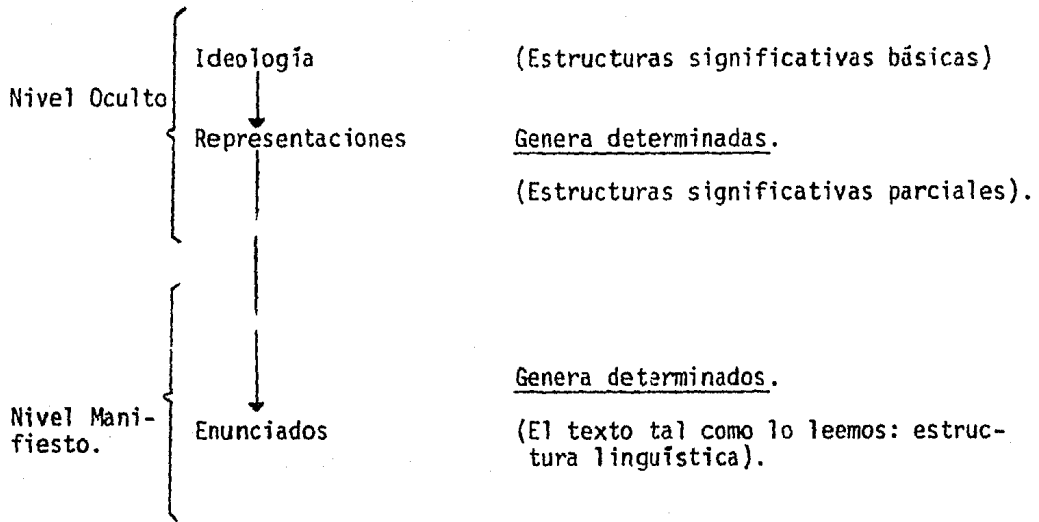 Ideología (Estructuras significativas básicas)
Nivel Oculto
Representaciones Genera determinadas.
(Estructuras significativas parciales).
Genera determinados.
Nivel Mani-
fiesto.
Enunciados (El texto tal como lo leemos: estruc-
tura linguística).